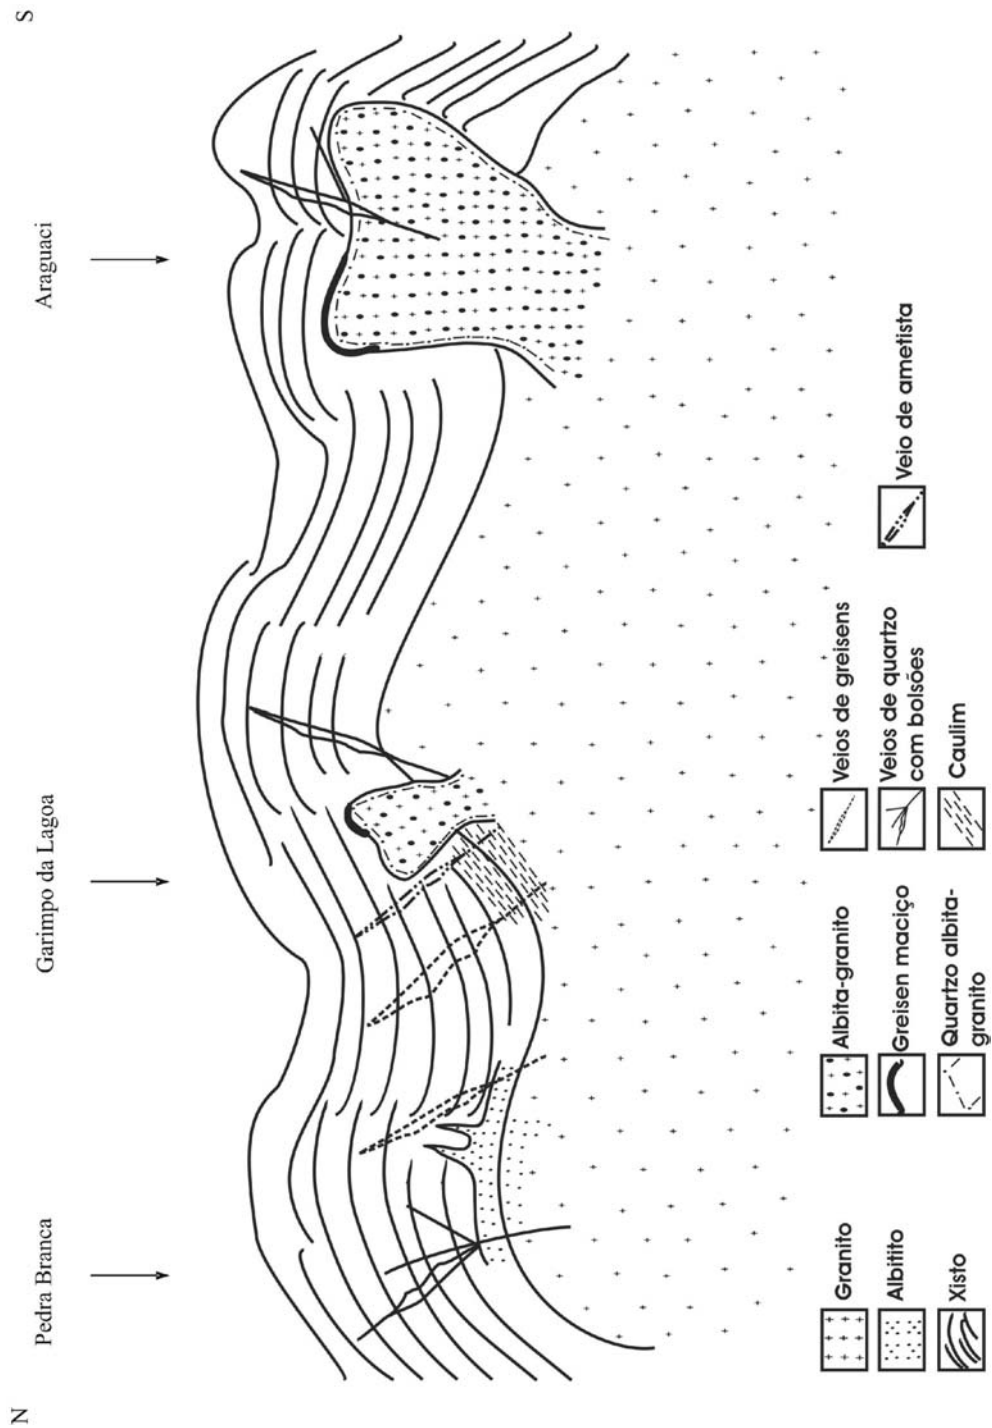 N
S
Pedra Branca
Garimpo da Lagoa
Araguaci
Granito
Albitito
Xisto
Albita-granito
Greisen maciço
Quartzo albita-
granito
Veios de greisens
Veios de quartzo
com bolsões
Caulim
Veio de ametista